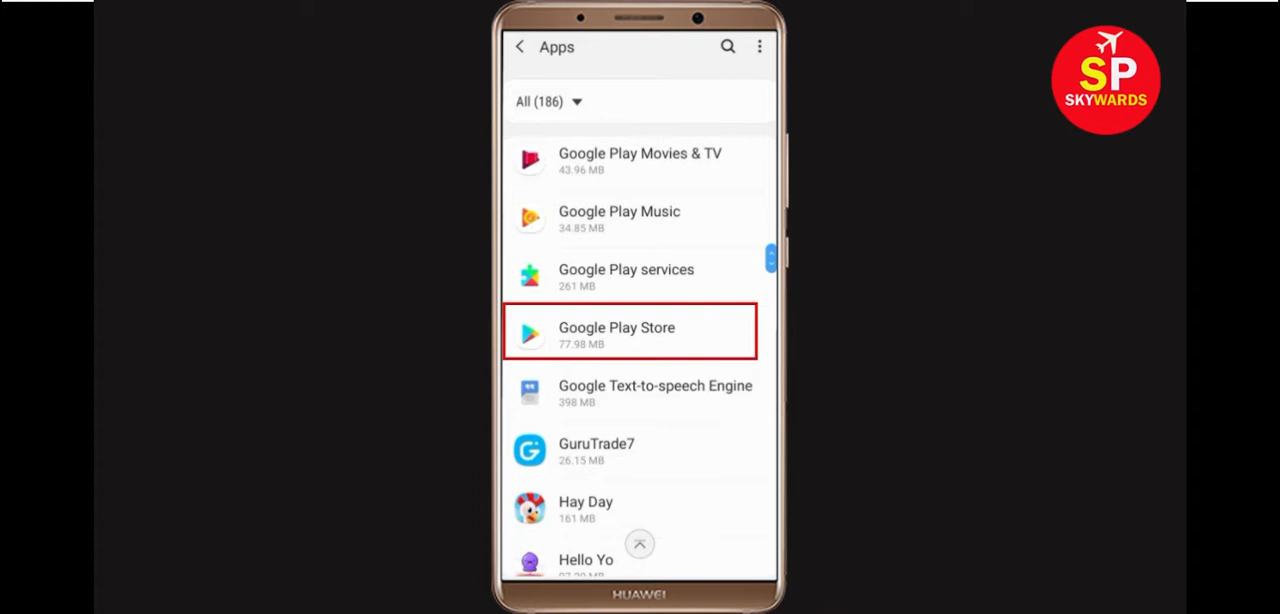 Apps
All (186)
Google Play Movies & TV
43.96 MB
Google Play Music
34.85 MB
Google Play services
261 MB
Google Play Store
77.98 MB
Google Text-to-speech Engine
398 MB
GuruTrade7
26.15 MB
Hay Day
161 MB
Hello Yo
HUAWEI
SP
SKYWARDS